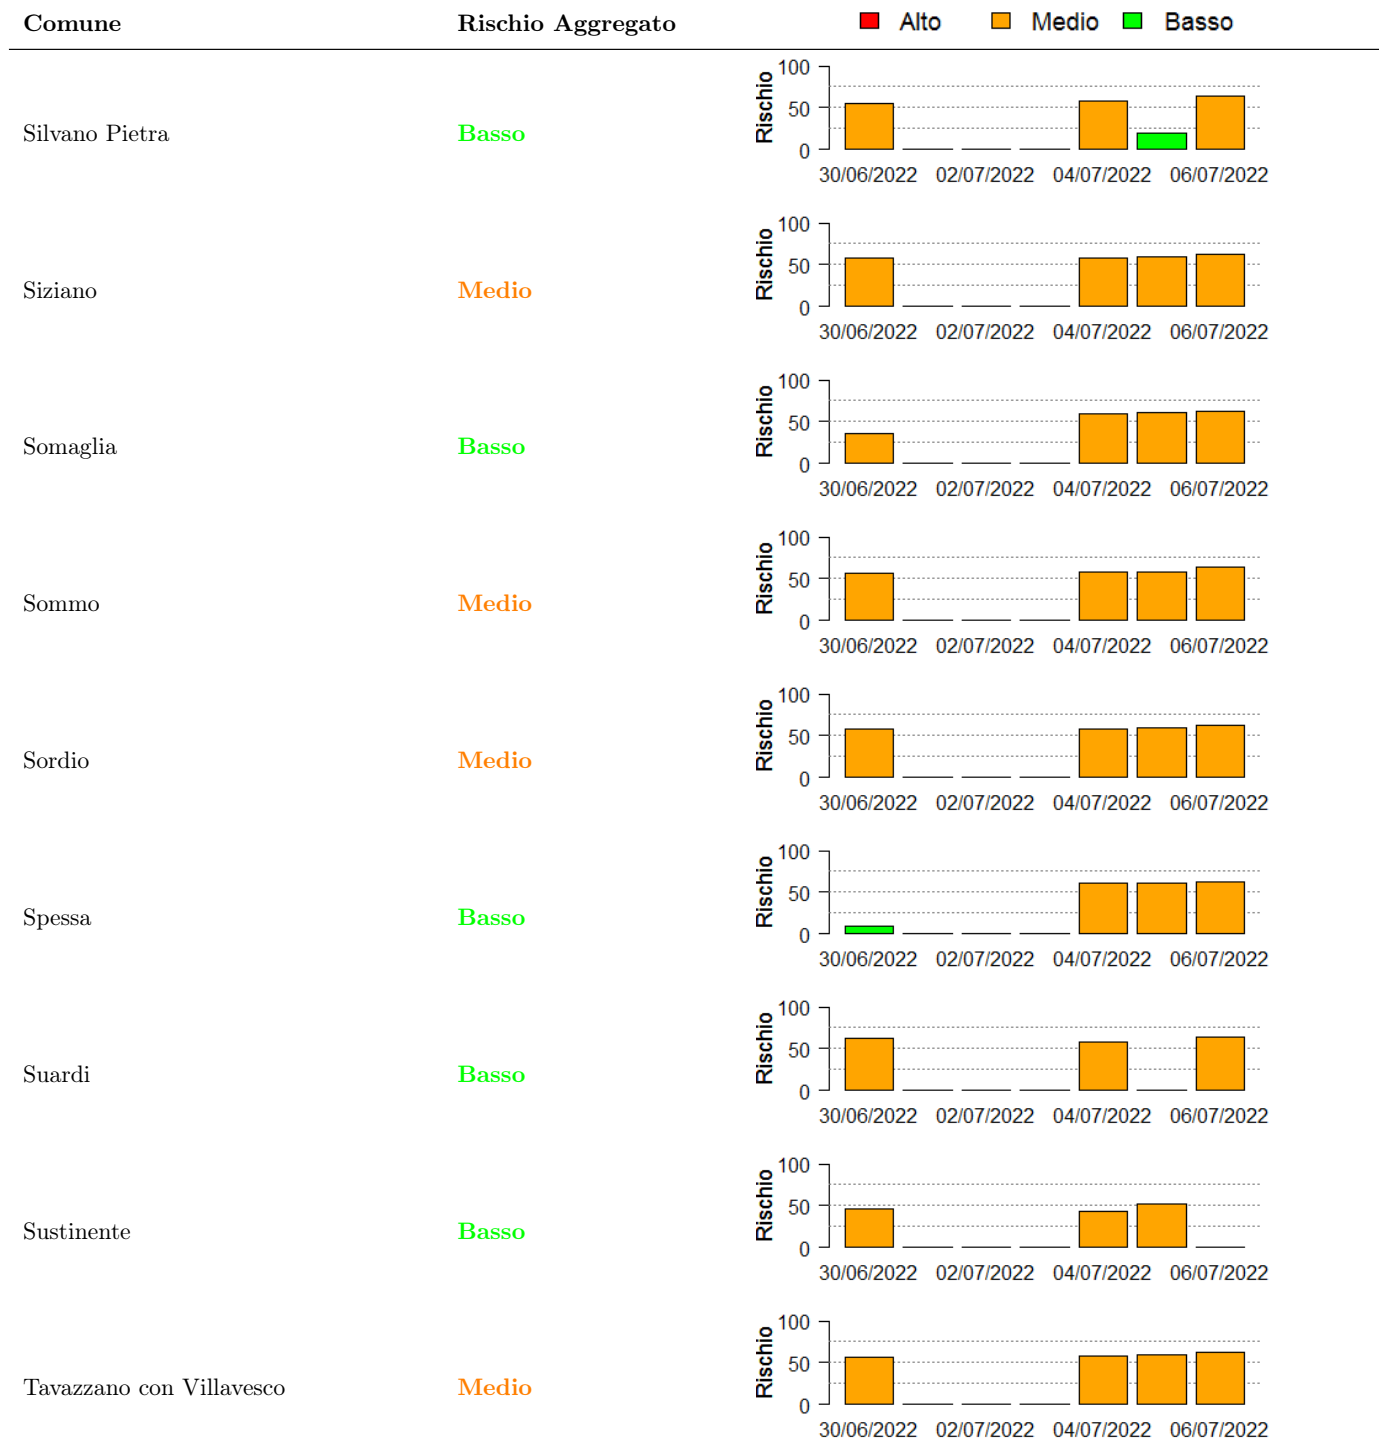 Comune Rischio Aggregato Alto Medio Basso
Silvano Pietra Basso
Rischio
100
50
0
30/06/2022 02/07/2022 04/07/2022 06/07/2022
Siziano Medio
Rischio
100
50
0
30/06/2022 02/07/2022 04/07/2022 06/07/2022
Somaglia Basso
Rischio
100
50
0
30/06/2022 02/07/2022 04/07/2022 06/07/2022
Sommo Medio
Rischio
100
50
0
30/06/2022 02/07/2022 04/07/2022 06/07/2022
Sordio Medio
Rischio
100
50
0
30/06/2022 02/07/2022 04/07/2022 06/07/2022
Spessa Basso
Rischio
100
50
0
30/06/2022 02/07/2022 04/07/2022 06/07/2022
Suardi Basso
Rischio
100
50
0
30/06/2022 02/07/2022 04/07/2022 06/07/2022
Sustinente Basso
Rischio
100
50
0
30/06/2022 02/07/2022 04/07/2022 06/07/2022
Tavazzano con Villavesco Medio
Rischio
100
50
0
30/06/2022 02/07/2022 04/07/2022 06/07/2022